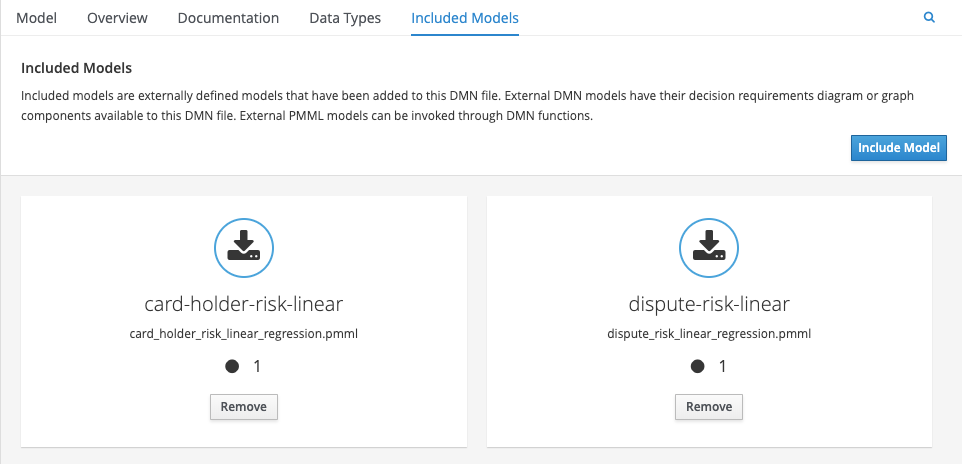 Model Overview Documentation Data Types Included Models
Included Models
Included models are externally defined models that have been added to this DMN file. External DMN models have their decision requirements diagram or graph
components available to this DMN file. External PMML models can be invoked through DMN functions.
Include Model
card-holder-risk-linear
card_holder_risk_linear_regression.pmml
1
Remove
dispute-risk-linear
dispute_risk_linear_regression.pmml
1
Remove